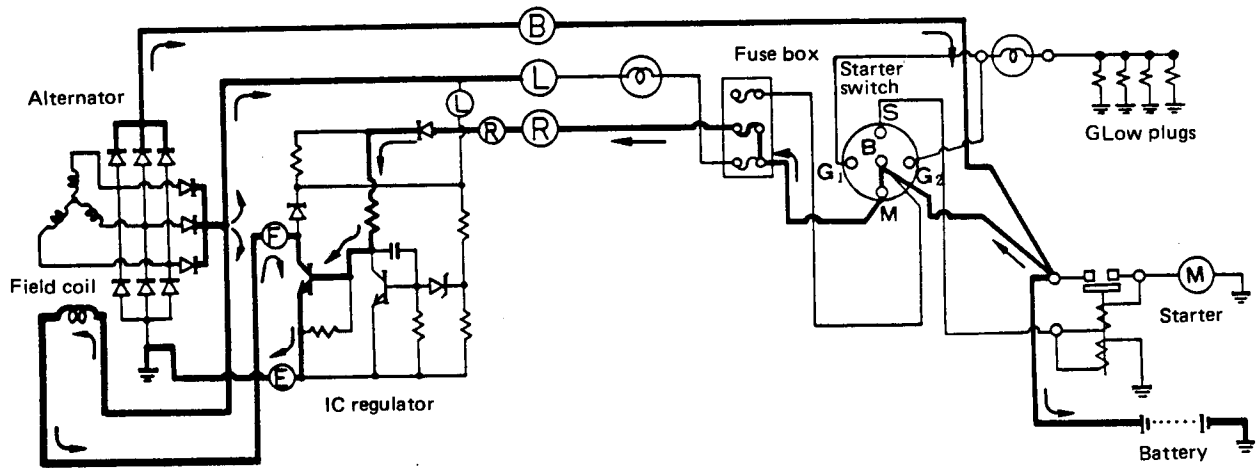 B
Fuse box
L
Starter
switch
Alternator
L
S
R
R
GLow plugs
B
G1
G2
M
F
Field coil
M
Starter
E
IC regulator
Battery